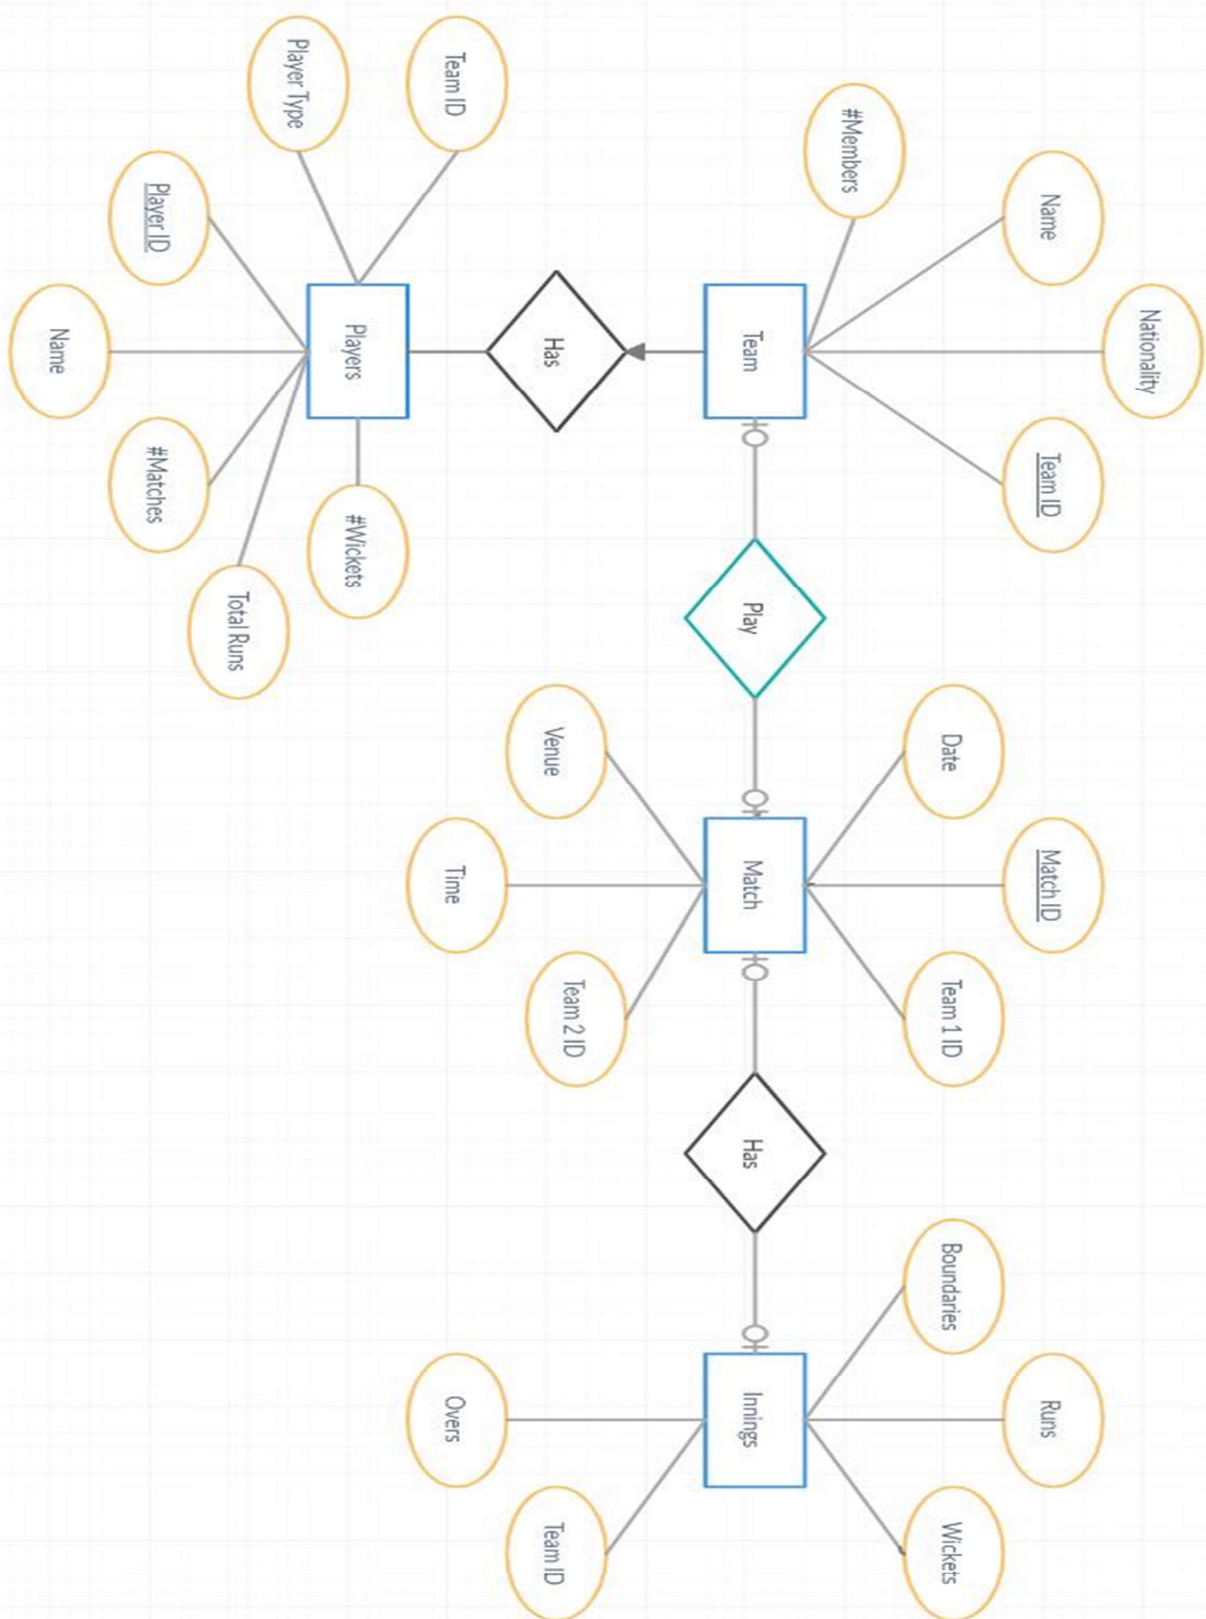 Nationality
Name
Team ID
Match ID
Runs
Date
Team 1 ID
Boundaries
Wickets
#Members
Team
Play
Match
Has
Innings
Has
Venue
Team 2 ID
Team ID
Team ID
Time
Overs
Players
#Wickets
Player Type
Total Runs
Player ID
#Matches
Name